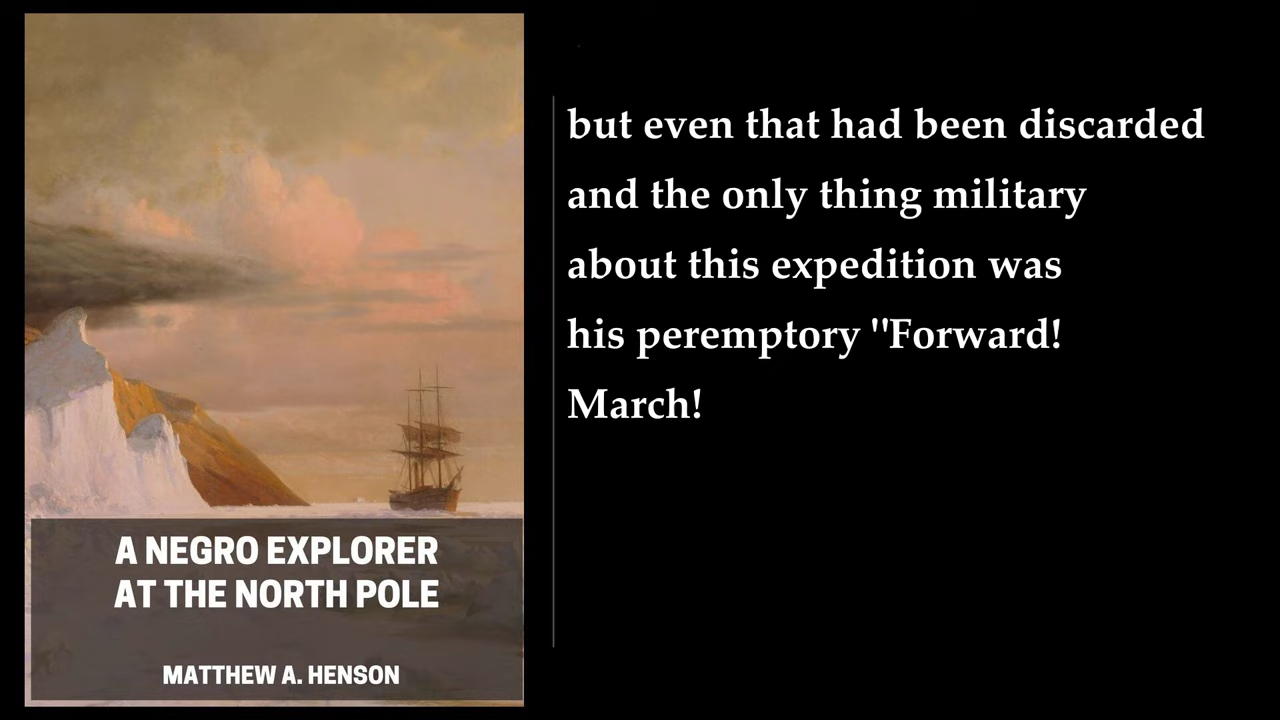 A NEGRO EXPLORER
AT THE NORTH POLE
MATTHEW A. HENSON
but even that had been discarded
and the only thing military
about this expedition was
his peremptory "Forward!
March!